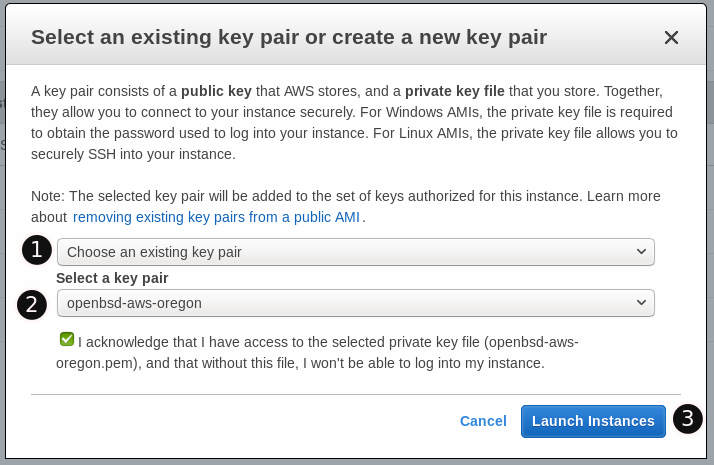 Select an existing key pair or create a new key pair
A key pair consists of a public key that AWS stores, and a private key file that you store. Together,
they allow you to connect to your instance securely. For Windows AMIs, the private key file is required
to obtain the password used to log into your instance. For Linux AMIs, the private key file allows you to
securely SSH into your instance.
Note: The selected key pair will be added to the set of keys authorized for this instance. Learn more
about removing existing key pairs from a public AMI .
1 Choose an existing key pair
Select a key pair
2 openbsd-aws-oregon
I acknowledge that I have access to the selected private key file (openbsd-aws-
oregon.pem), and that without this file, I won't be able to log into my instance.
Cancel Launch Instances 3